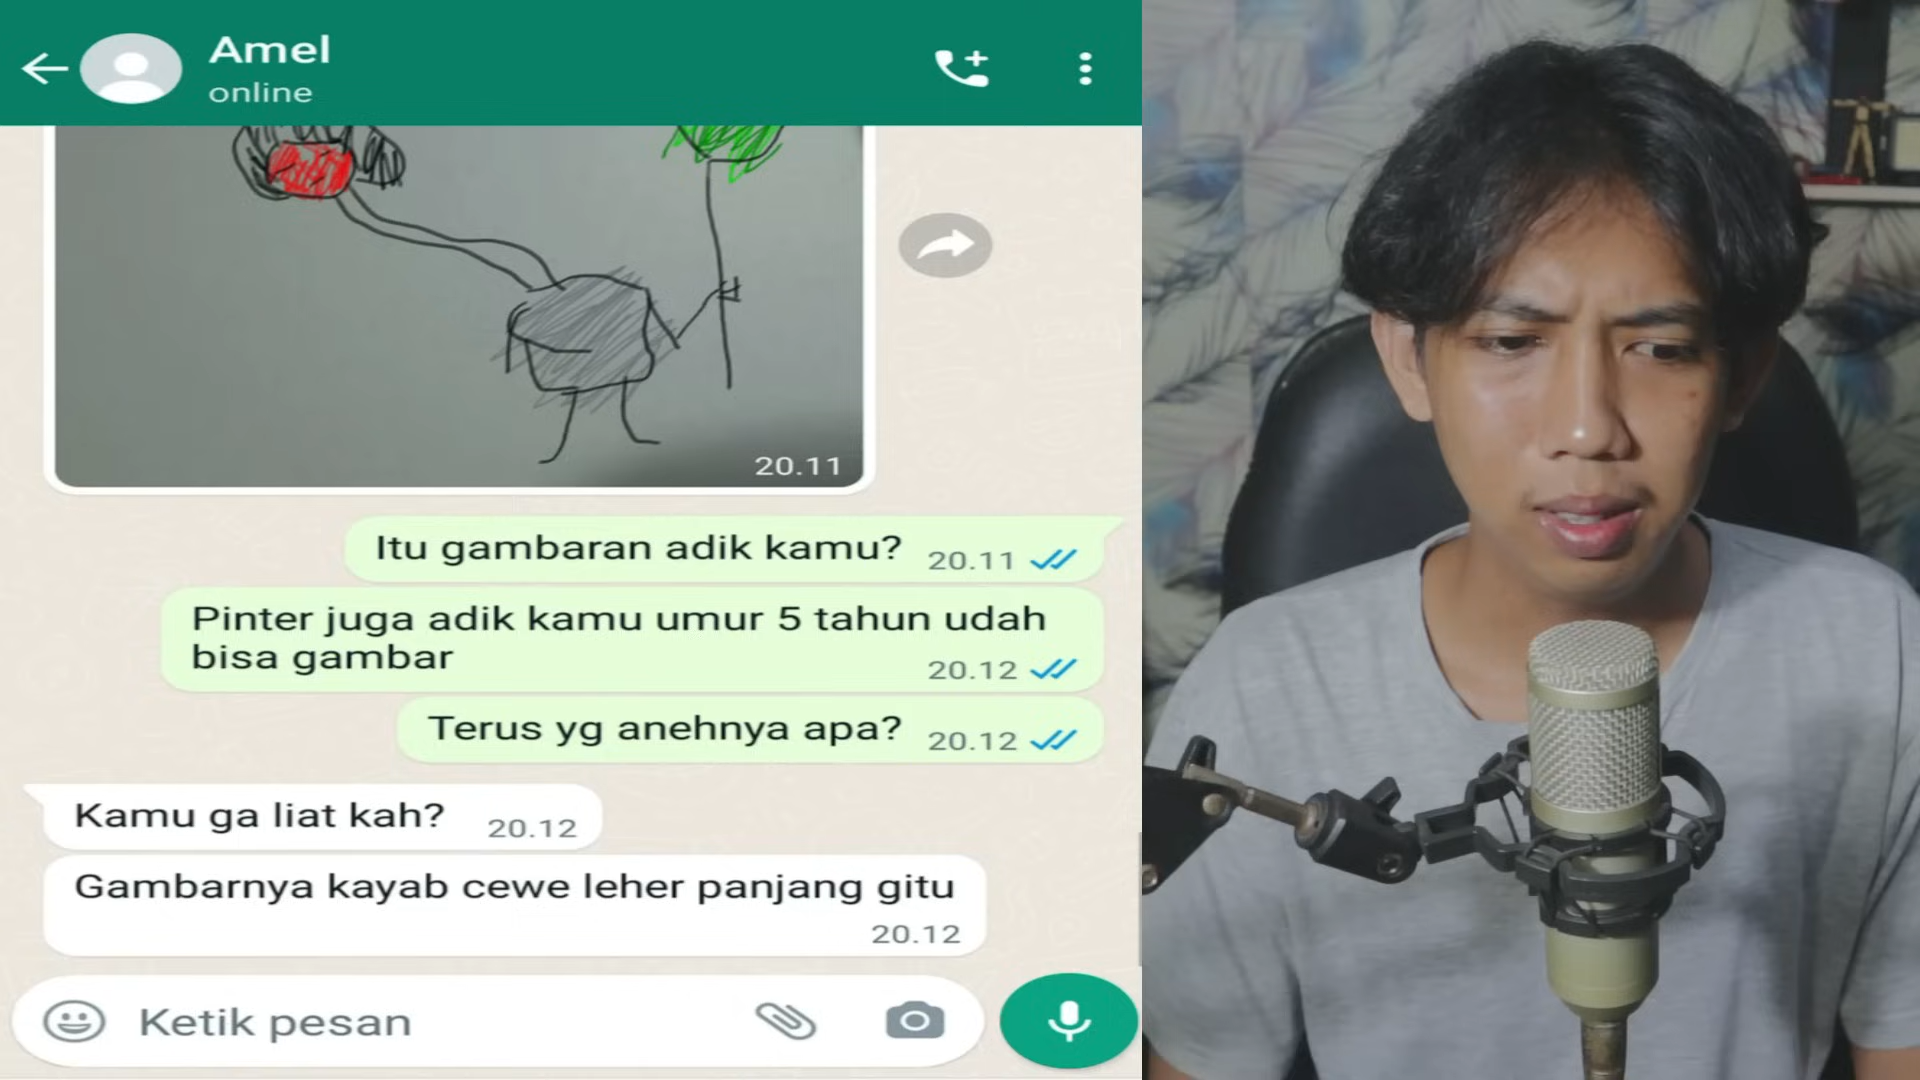 Amel
online
20.11
Itu gambaran adik kamu? 20.11
Pinter juga adik kamu umur 5 tahun udah
bisa gambar 20.12
Terus yg anehnya apa? 20.12
Kamu ga liat kah? 20.12
Gambarnya kayab cewe leher panjang gitu
20.12
Ketik pesan